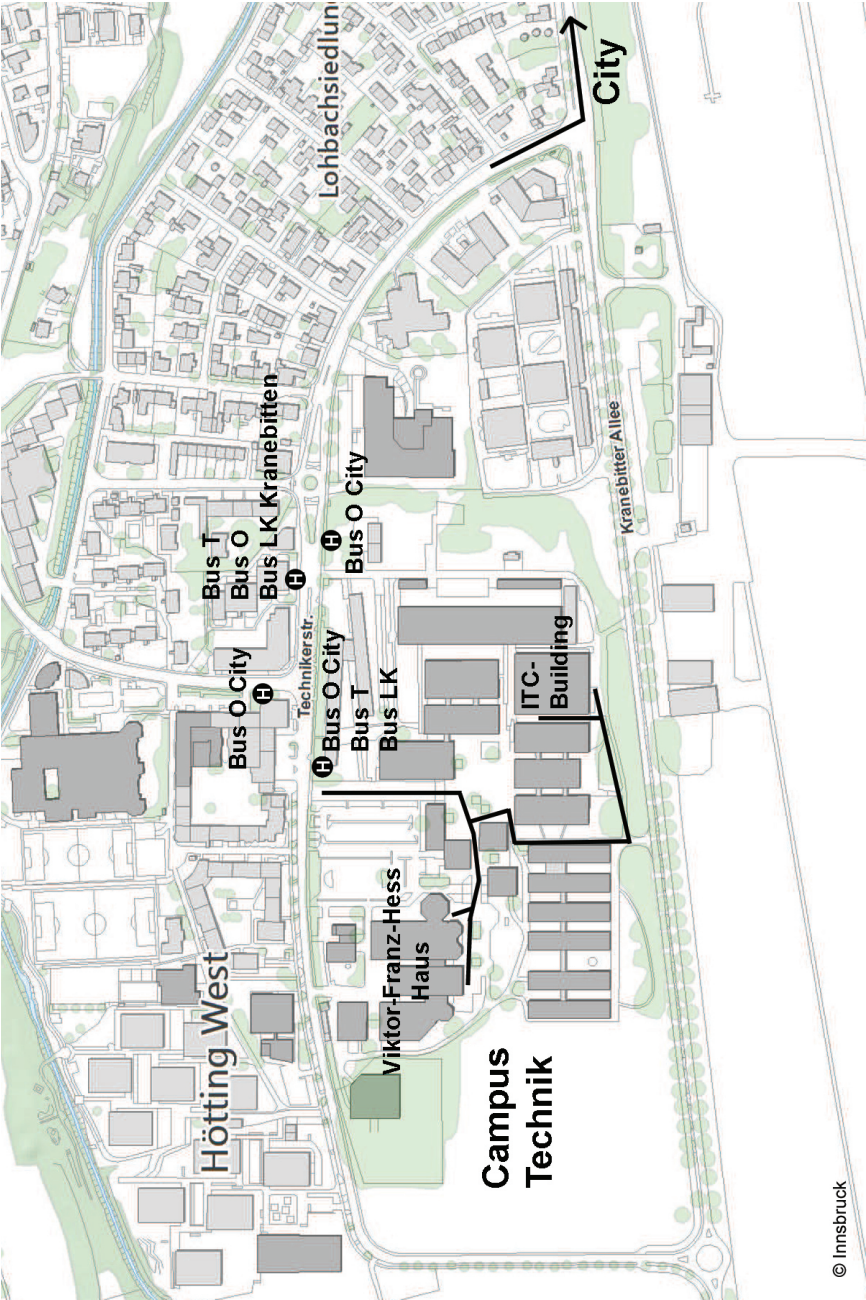 Lohbachsiedlun
City
Bus T
Bus O
Bus LK Kranebitten
H
H
Bus O City
Bus O City
H
Technikerstr.
H
Bus O City
Bus T
Bus LK
Kranebitter Allee
ITC-
Building
Viktor-Franz-Hess
Haus
Hötting West
Campus
Technik
© Innsbruck